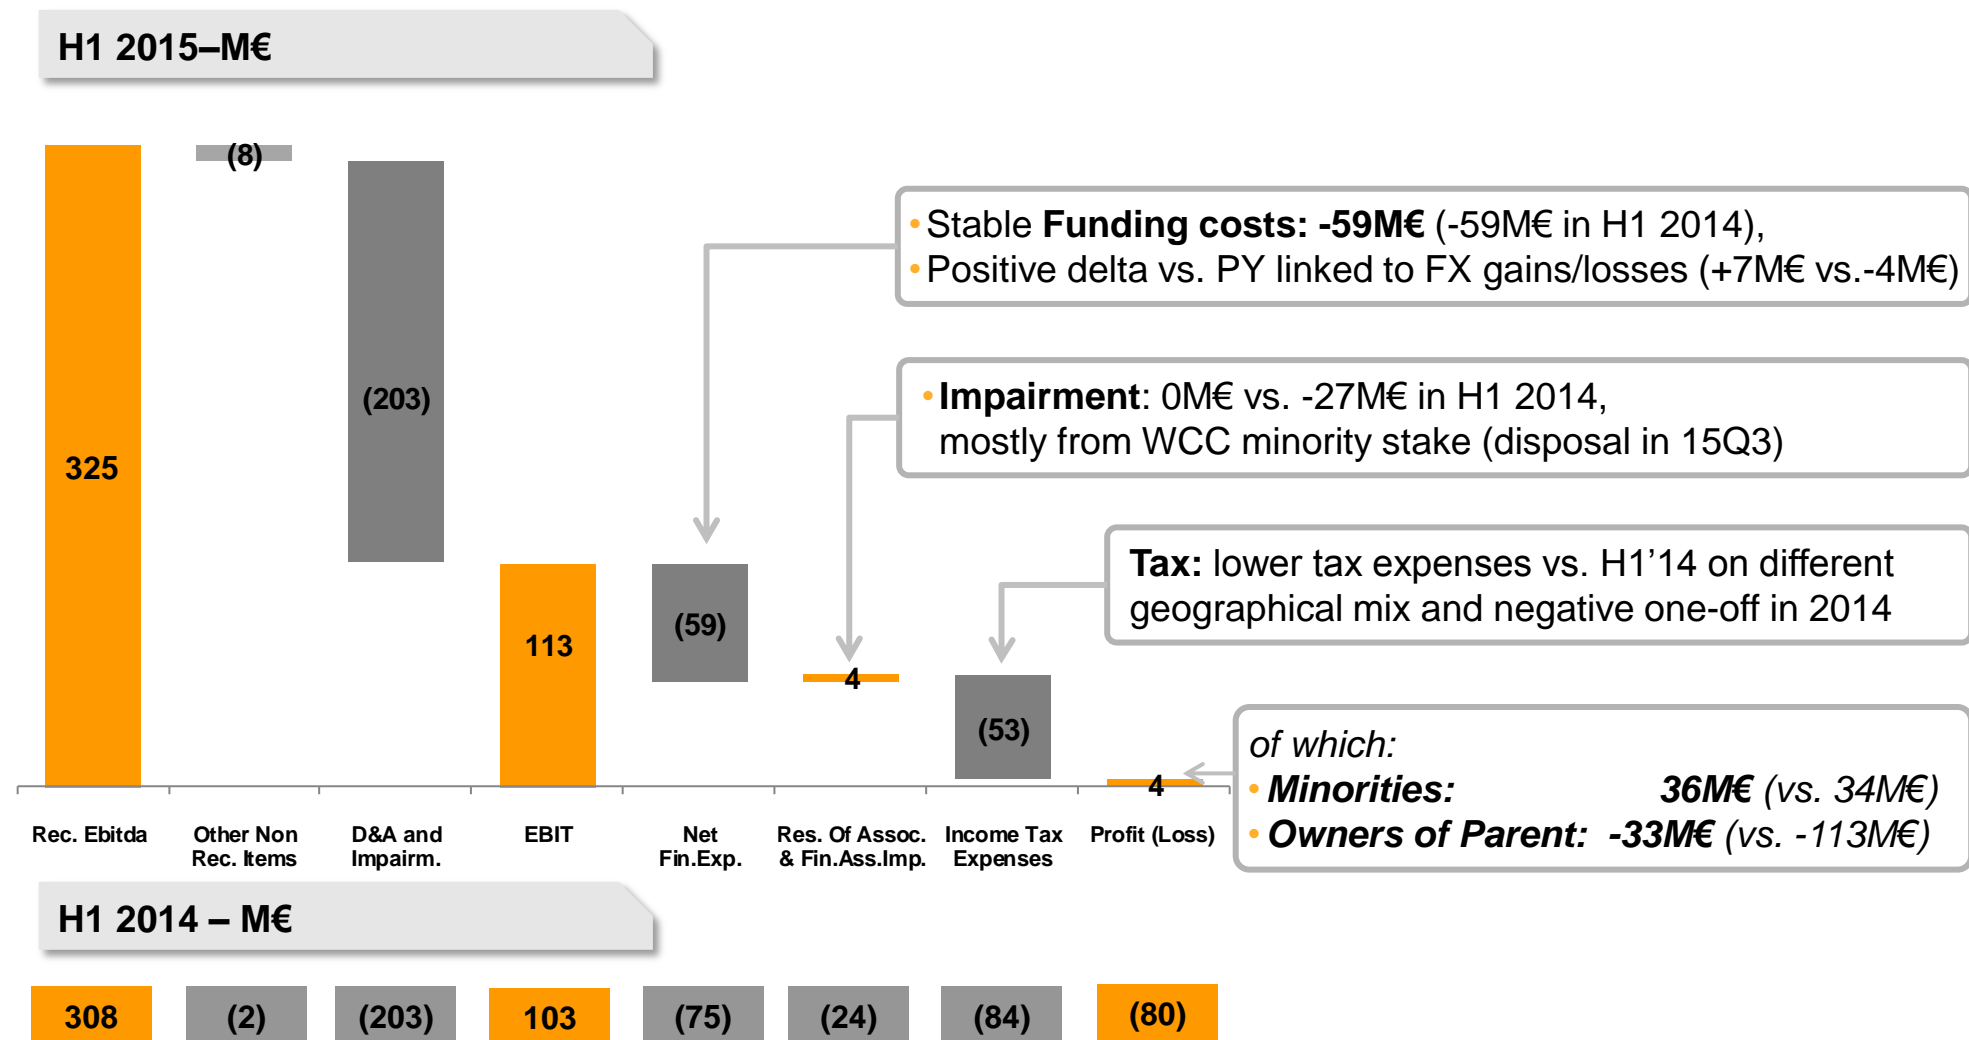 H1 2015–M€
(8)
(203)
325
113
(59)
4
(53)
4
• Stable Funding costs: -59M€ (-59M€ in H1 2014),
• Positive delta vs. PY linked to FX gains/losses (+7M€ vs.-4M€)
• Impairment: 0M€ vs. -27M€ in H1 2014,
mostly from WCC minority stake (disposal in 15Q3)
Tax: lower tax expenses vs. H1’14 on different
geographical mix and negative one-off in 2014
of which:
• Minorities: 36M€ (vs. 34M€)
• Owners of Parent: -33M€ (vs. -113M€)
Rec. Ebitda
Other Non
Rec. Items
D&A and
Impairm.
EBIT
Net
Fin.Exp.
Res. Of Assoc.
& Fin.Ass.Imp.
Income Tax
Expenses
Profit (Loss)
H1 2014 – M€
308 (2) (203) 103 (75) (24) (84) (80)